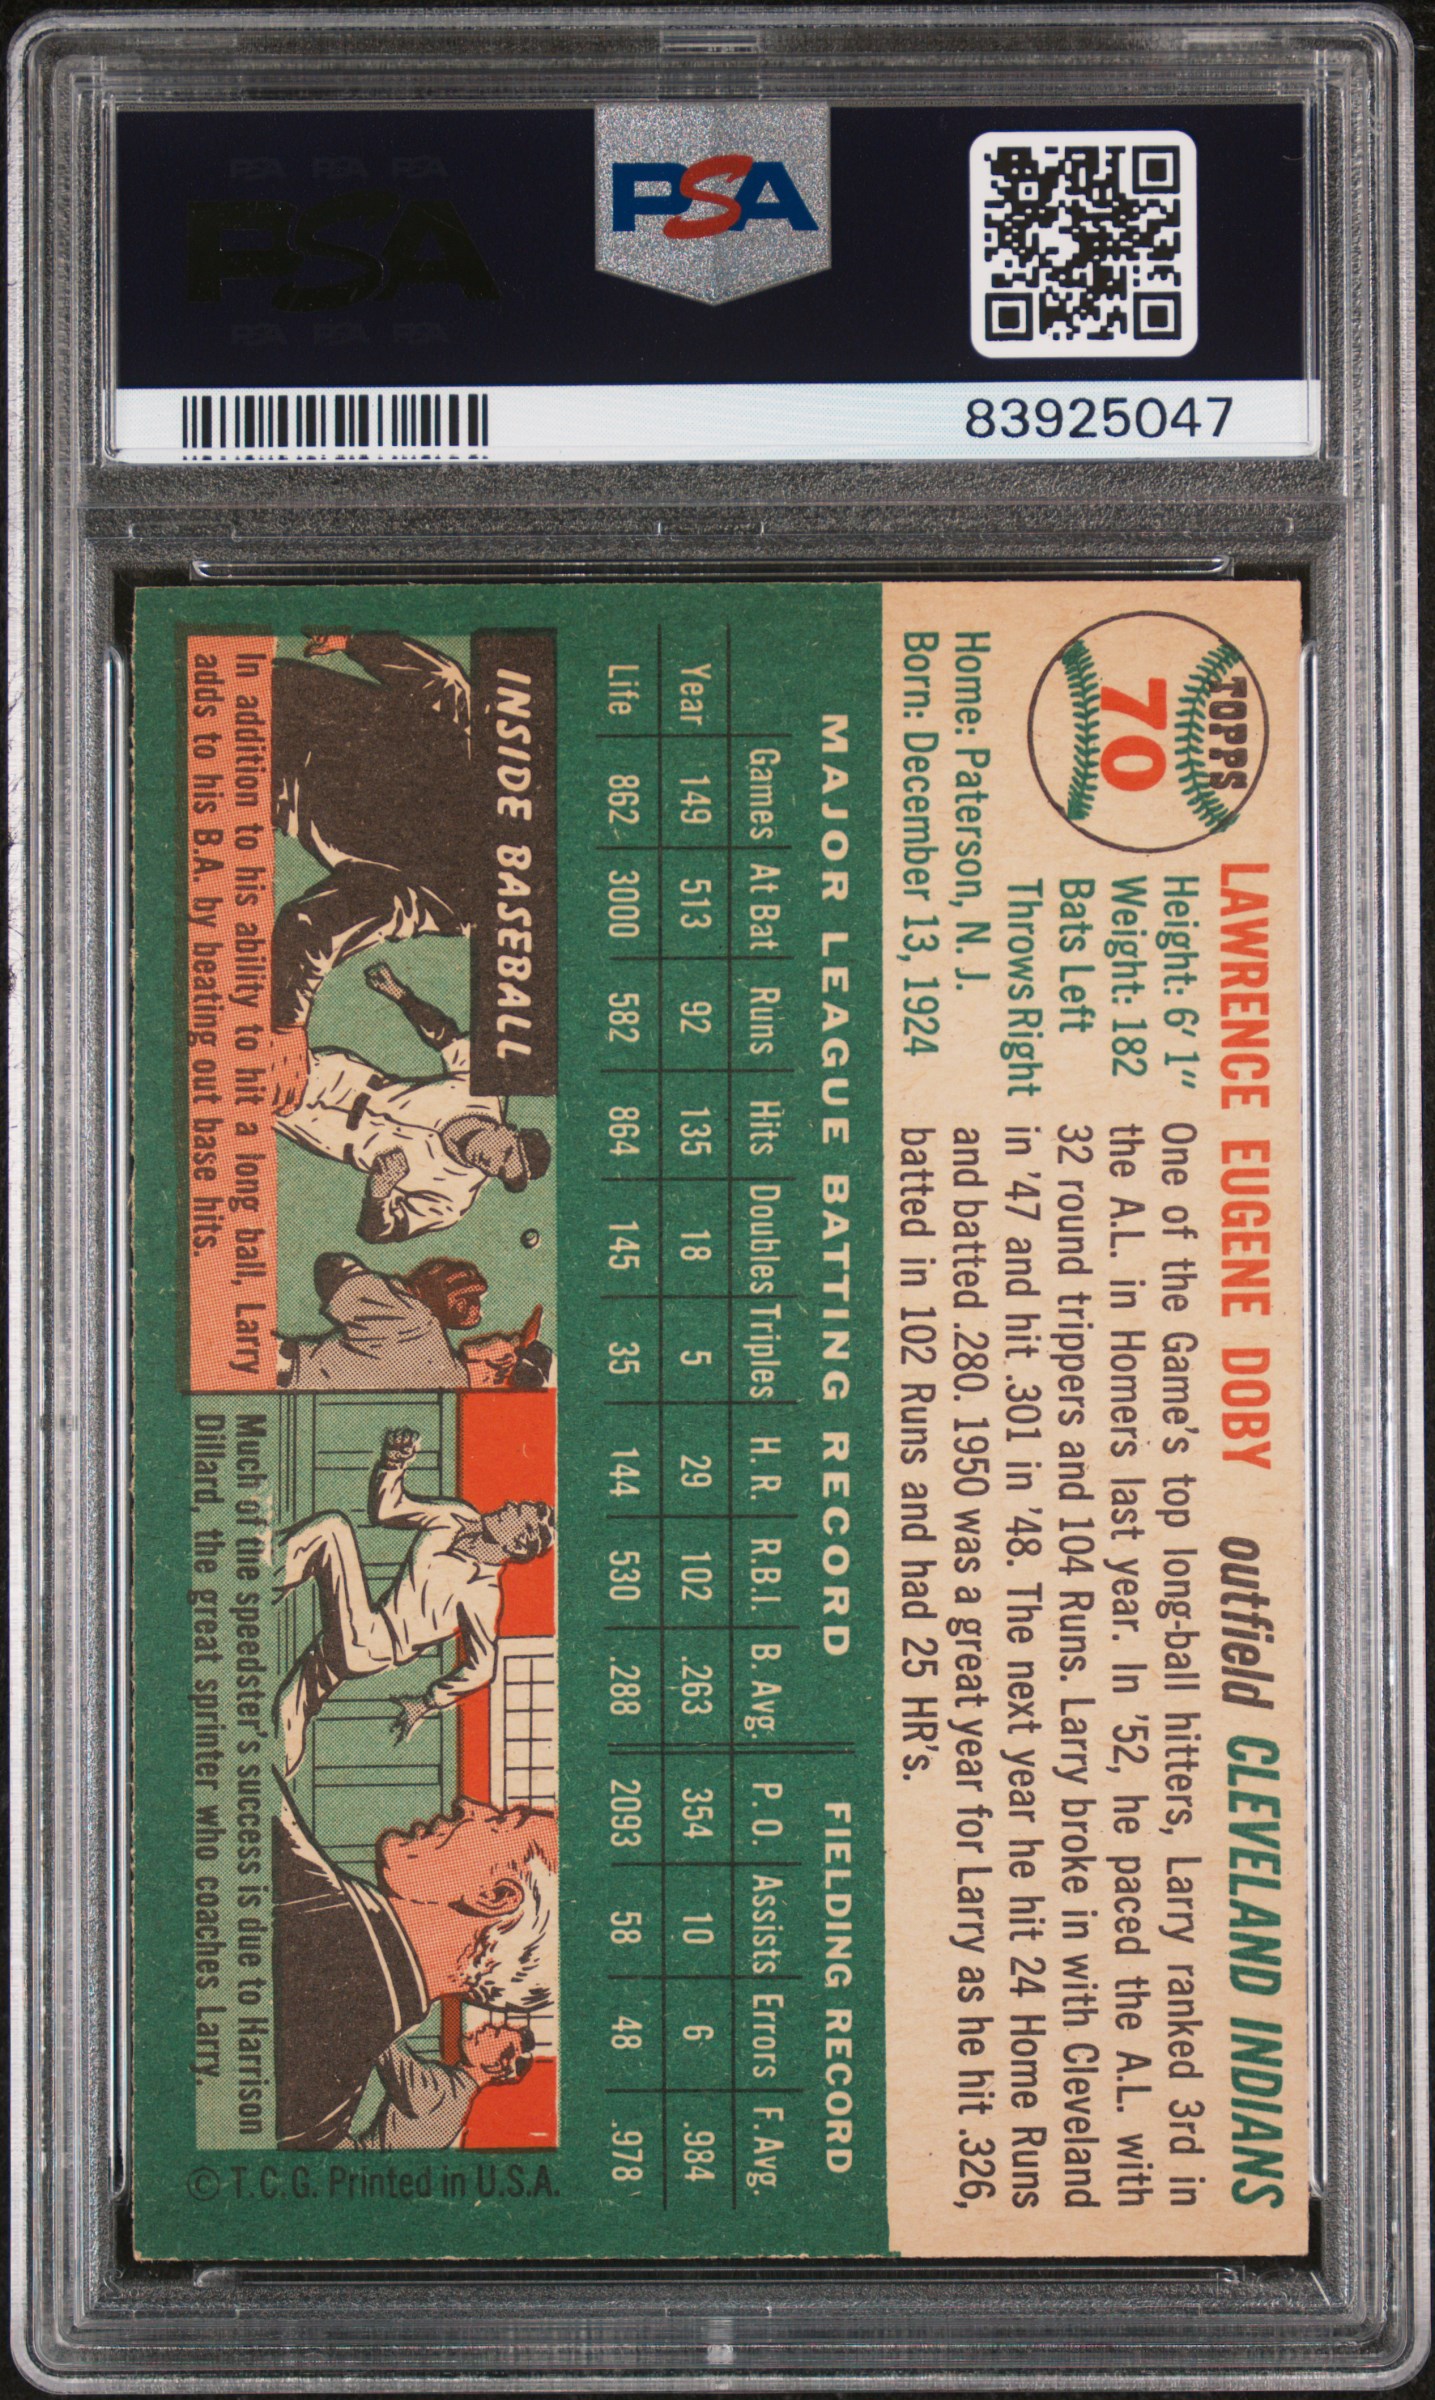 PSA PSA PSA
PSA
PSA PSA PSA
PSA
83925047
TOPPS
70
LAWRENCE EUGENE DOBY outfield CLEVELAND INDIANS
Height: 6' 1"
Weight: 182
Bats Left
Throws Right
Home: Paterson, N. J.
Born: December 13, 1924
One of the Game's top long-ball hitters, Larry ranked 3rd in
the A.L. in Homers last year. In '52, he paced the A.L. with
32 round trippers and 104 Runs. Larry broke in with Cleveland
in '47 and hit .301 in '48. The next year he hit 24 Home Runs
and batted .280. 1950 was a great year for Larry as he hit .326,
batted in 102 Runs and had 25 HR's.
MAJOR LEAGUE BATTING RECORD FIELDING RECORD
Games At Bat Runs Hits Doubles Triples H. R. R.B.I. B. Avg. P. O. Assists Errors F. Avg.
Year 149 513 92 135 18 5 29 102 .263 354 10 6 .984
Life 862 3000 582 864 145 35 144 530 .288 2093 58 48 .978
INSIDE BASEBALL
In addition to his ability to hit a long ball, Larry
adds to his B.A. by beating out base hits.
Much of the speedster's success is due to Harrison
Dillard, the great sprinter who coaches Larry.
© T.C.G. Printed in U.S.A.